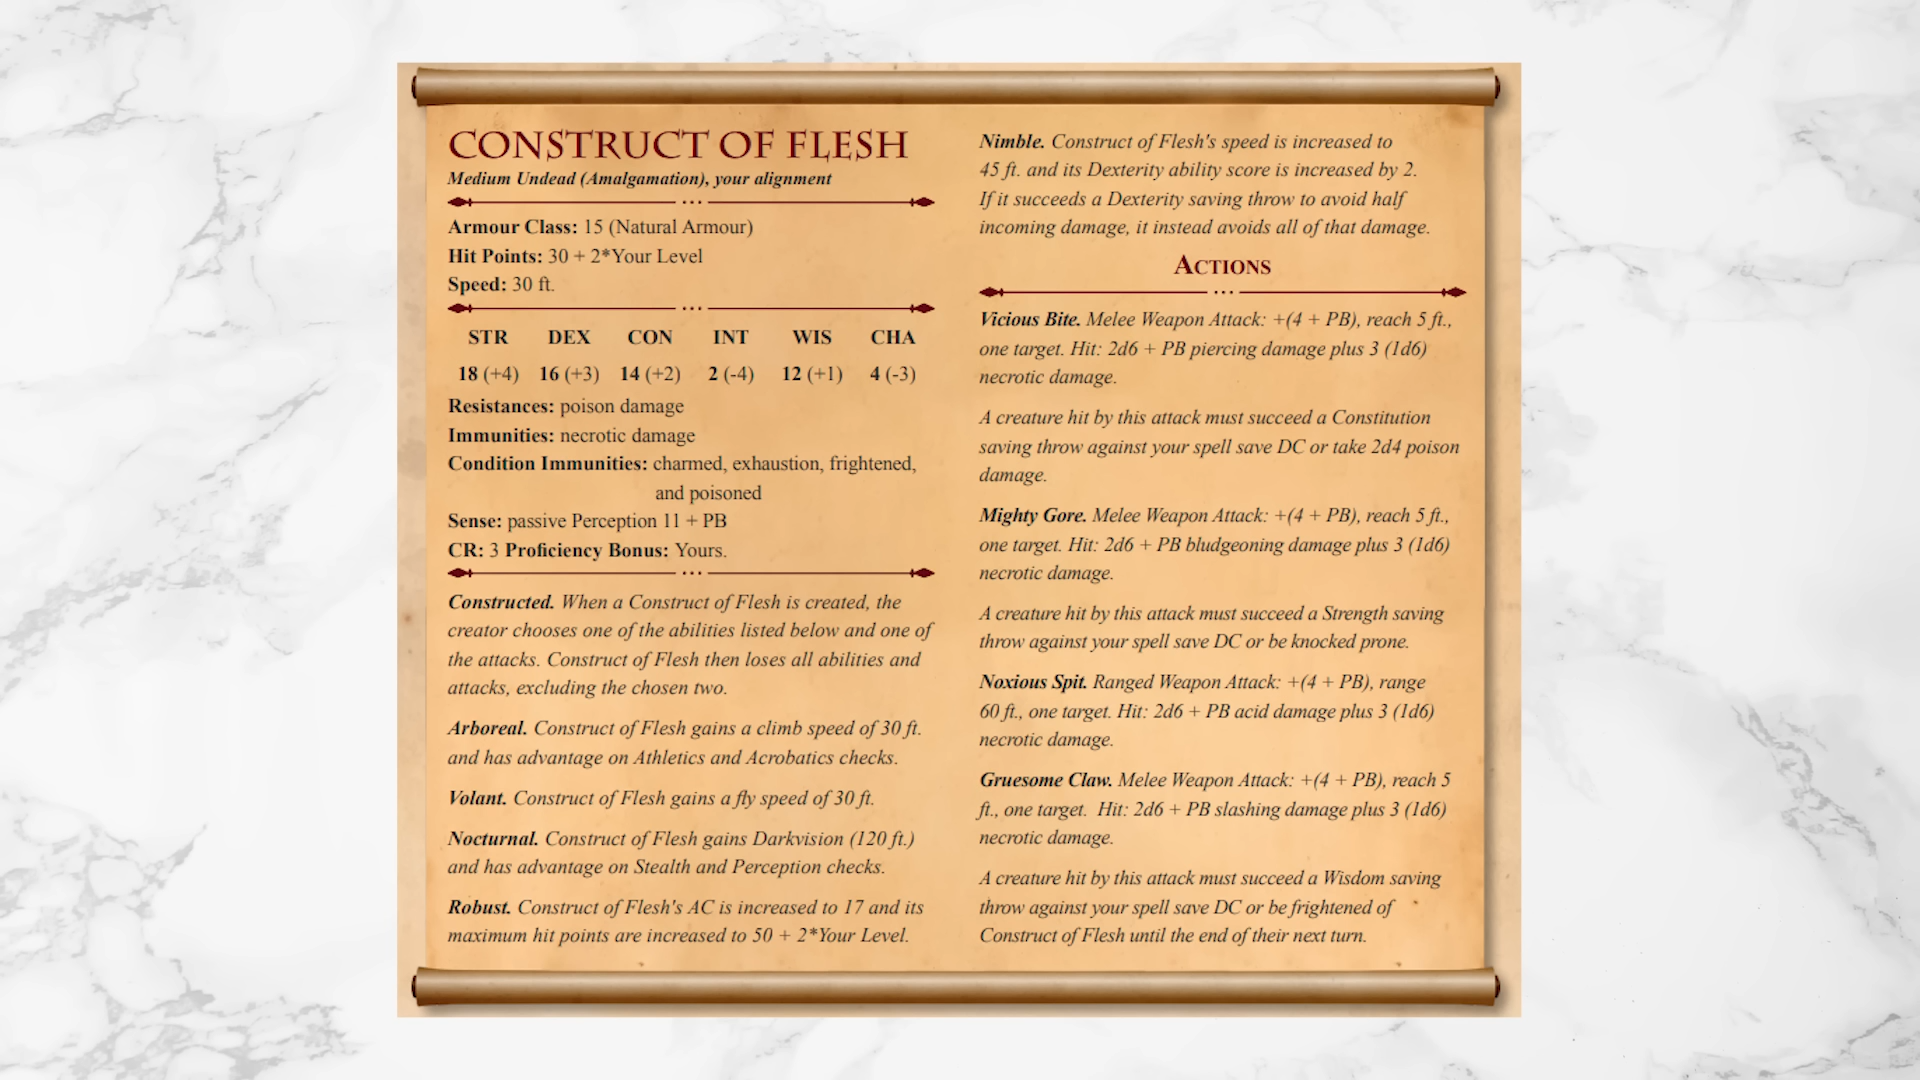 CONSTRUCT OF FLESH
Medium Undead (Amalgamation), your alignment
Armour Class: 15 (Natural Armour)
Hit Points: 30 + 2*Your Level
Speed: 30 ft.
STR DEX CON INT WIS CHA
18 (+4) 16 (+3) 14 (+2) 2 (-4) 12 (+1) 4 (-3)
Resistances: poison damage
Immunities: necrotic damage
Condition Immunities: charmed, exhaustion, frightened,
and poisoned
Sense: passive Perception 11 + PB
CR: 3 Proficiency Bonus: Yours.
Constructed. When a Construct of Flesh is created, the
creator chooses one of the abilities listed below and one of
the attacks. Construct of Flesh then loses all abilities and
attacks, excluding the chosen two.
Arboreal. Construct of Flesh gains a climb speed of 30 ft.
and has advantage on Athletics and Acrobatics checks.
Volant. Construct of Flesh gains a fly speed of 30 ft.
Nocturnal. Construct of Flesh gains Darkvision (120 ft.)
and has advantage on Stealth and Perception checks.
Robust. Construct of Flesh's AC is increased to 17 and its
maximum hit points are increased to 50 + 2*Your Level.
Nimble. Construct of Flesh's speed is increased to
45 ft. and its Dexterity ability score is increased by 2.
If it succeeds a Dexterity saving throw to avoid half
incoming damage, it instead avoids all of that damage.
ACTIONS
Vicious Bite. Melee Weapon Attack: +(4 + PB), reach 5 ft.,
one target. Hit: 2d6 + PB piercing damage plus 3 (1d6)
necrotic damage.
A creature hit by this attack must succeed a Constitution
saving throw against your spell save DC or take 2d4 poison
damage.
Mighty Gore. Melee Weapon Attack: +(4 + PB), reach 5 ft.,
one target. Hit: 2d6 + PB bludgeoning damage plus 3 (1d6)
necrotic damage.
A creature hit by this attack must succeed a Strength saving
throw against your spell save DC or be knocked prone.
Noxious Spit. Ranged Weapon Attack: +(4 + PB), range
60 ft., one target. Hit: 2d6 + PB acid damage plus 3 (1d6)
necrotic damage.
Gruesome Claw. Melee Weapon Attack: +(4 + PB), reach 5
ft., one target. Hit: 2d6 + PB slashing damage plus 3 (1d6)
necrotic damage.
A creature hit by this attack must succeed a Wisdom saving
throw against your spell save DC or be frightened of
Construct of Flesh until the end of their next turn.